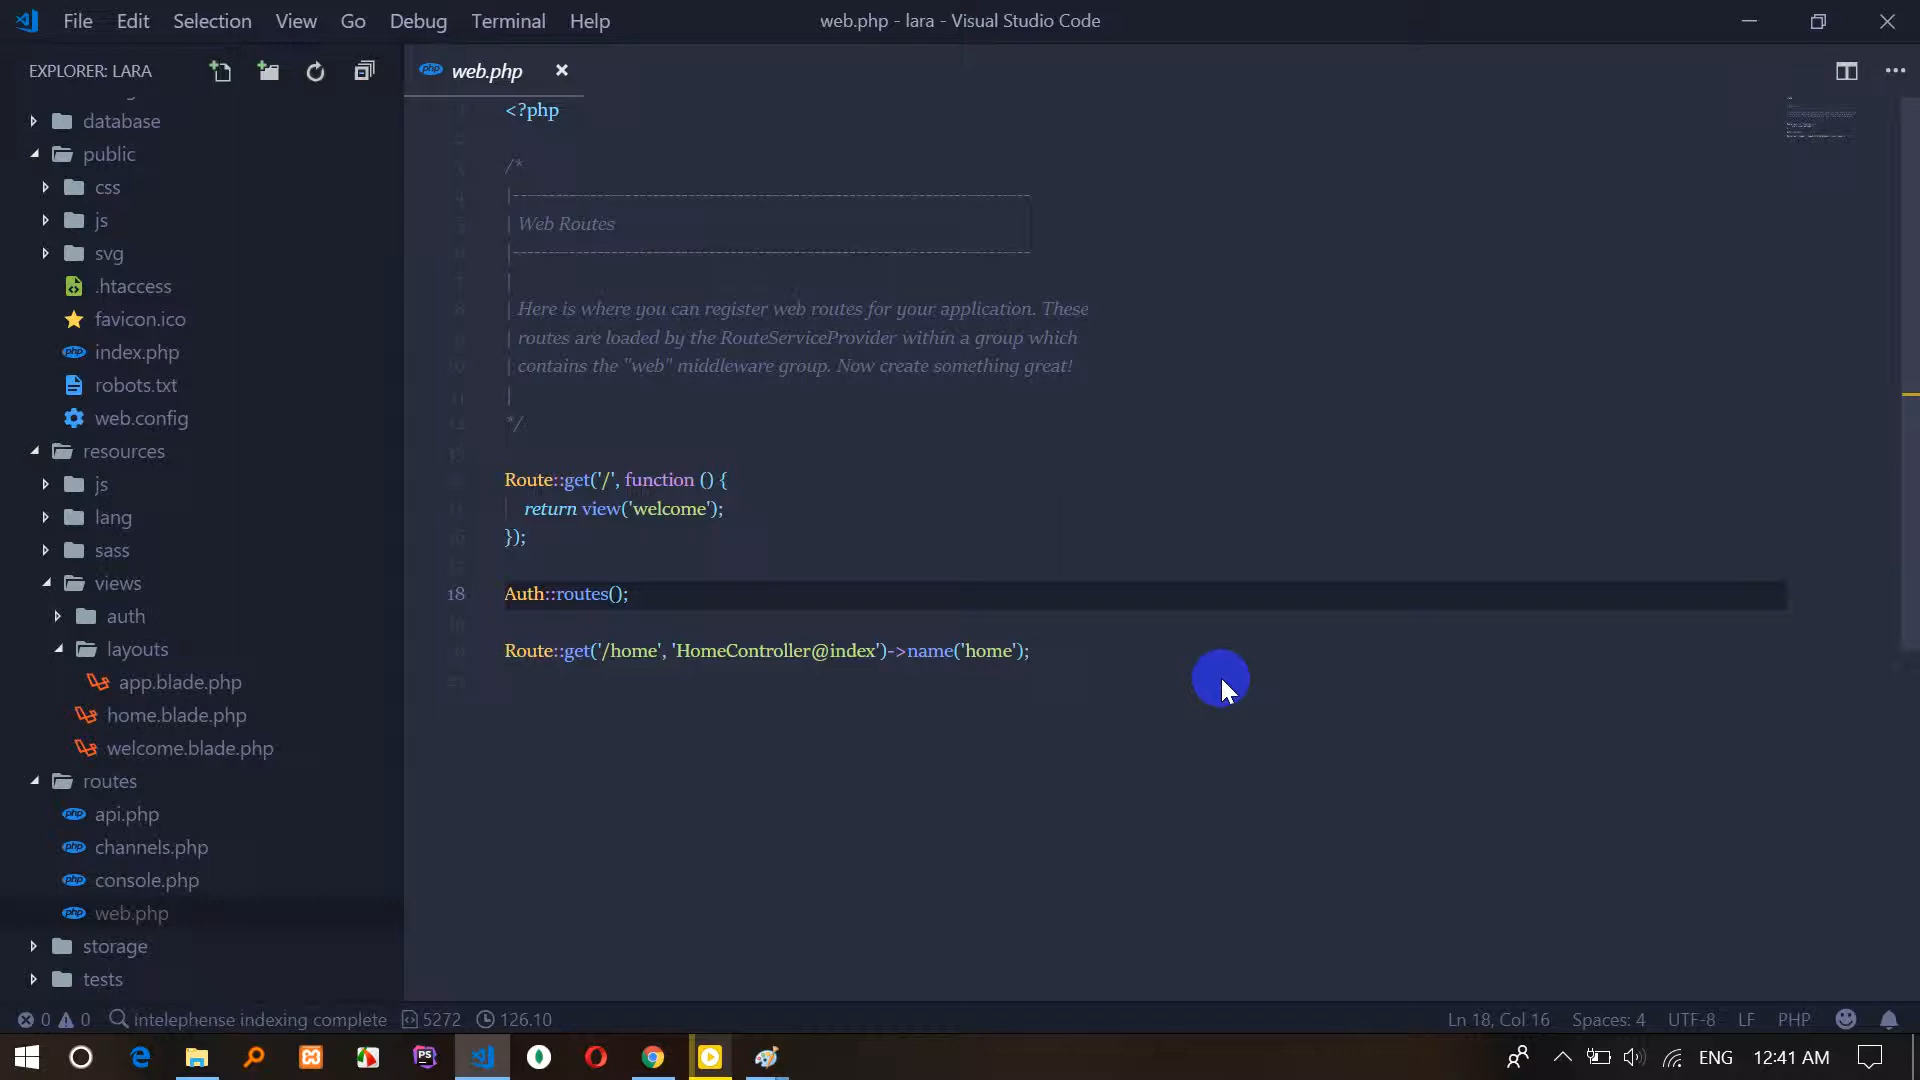 File Edit Selection View Go Debug Terminal Help
web.php - lara - Visual Studio Code
EXPLORER: LARA
web.php
database
public
css
js
svg
.htaccess
favicon.ico
index.php
robots.txt
web.config
resources
js
lang
sass
views
auth
layouts
app.blade.php
home.blade.php
welcome.blade.php
routes
api.php
channels.php
console.php
web.php
storage
tests
<?php
/*
|--------------------------------------------------------------------------
| Web Routes
|--------------------------------------------------------------------------
|
| Here is where you can register web routes for your application. These
| routes are loaded by the RouteServiceProvider within a group which
| contains the "web" middleware group. Now create something great!
|
*/
Route::get('/', function () {
return view('welcome');
});
18 Auth::routes();
Route::get('/home', 'HomeController@index')->name('home');
0 0 intelephense indexing complete 5272 126.10
Ln 18, Col 16 Spaces: 4 UTF-8 LF PHP
PS
ENG 12:41 AM